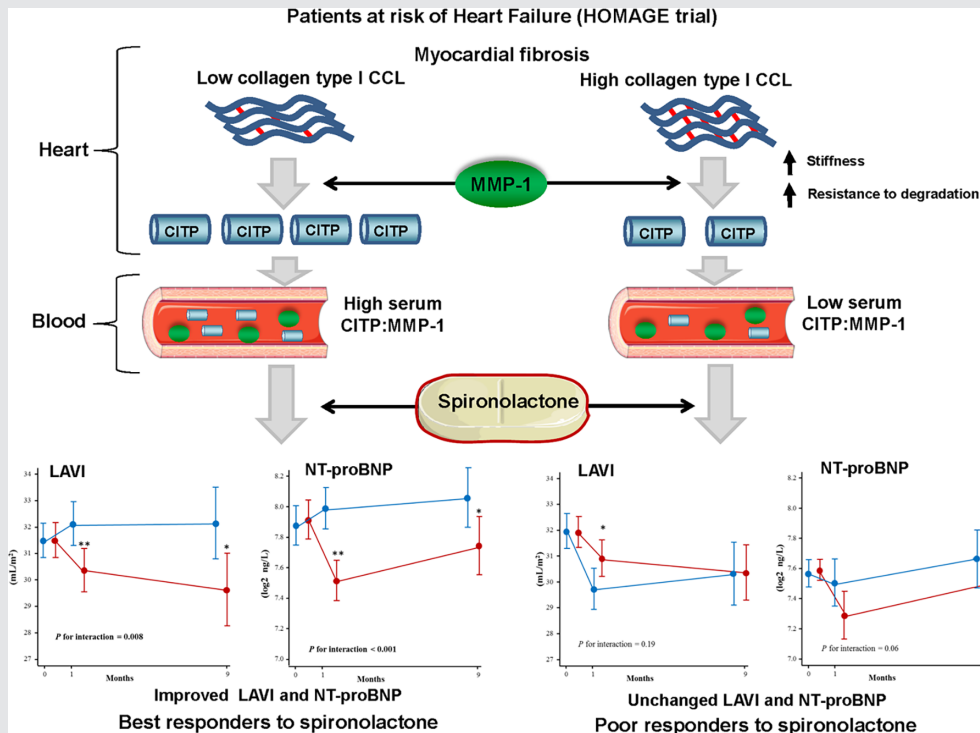 Patients at risk of Heart Failure (HOMAGE trial)
Myocardial fibrosis
Low collagen type I CCL
High collagen type I CCL
Heart
Stiffness
MMP-1
Resistance to degradation
CITP
CITP
CITP
CITP
CITP
CITP
Blood
High serum
CITP:MMP-1
Low serum
CITP:MMP-1
Spironolactone
LAVI
(mL/m²)
34
33
32
31
30
29
28
27
**
*
P for interaction = 0.008
1
Months
9
NT-proBNP
(log2 ng/L)
8.2
8.0
7.8
7.6
7.4
7.2
7.0
**
*
P for interaction < 0.001
1
Months
9
Improved LAVI and NT-proBNP
Best responders to spironolactone
LAVI
(mL/m²)
34
33
32
31
30
29
28
27
*
P for interaction = 0.19
0
1
Months
9
NT-proBNP
(log2 ng/L)
8.2
8.0
7.8
7.6
7.4
7.2
7.0
P for interaction = 0.06
0
1
Months
9
Unchanged LAVI and NT-proBNP
Poor responders to spironolactone